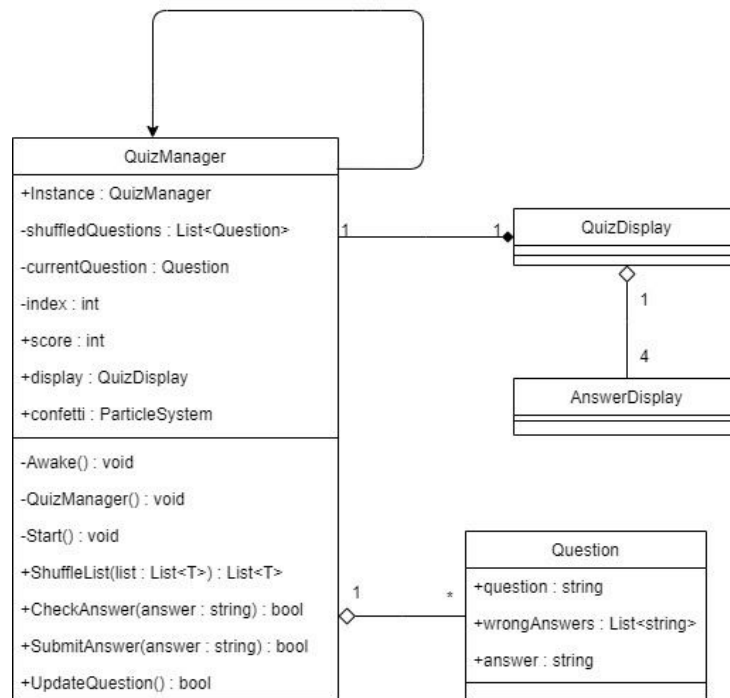 QuizManager
+Instance : QuizManager
-shuffledQuestions : List<Question>
-currentQuestion : Question
-index : int
+score : int
+display : QuizDisplay
+confetti : ParticleSystem
-Awake() : void
-QuizManager() : void
-Start() : void
+ShuffleList(list : List<T>) : List<T>
+CheckAnswer(answer : string) : bool
+SubmitAnswer(answer : string) : bool
+UpdateQuestion() : bool
1
1
QuizDisplay
1
4
AnswerDisplay
1
*
Question
+question : string
+wrongAnswers : List<string>
+answer : string